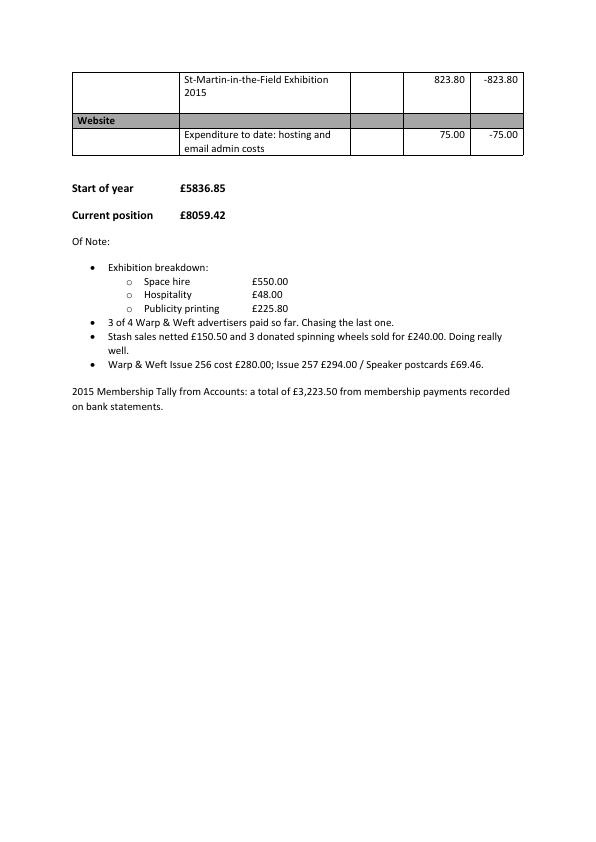 St-Martin-in-the-Field Exhibition 823.80 -823.80
2015
Website
Expenditure to date: hosting and 75.00 -75.00
email admin costs
Start of year £5836.85
Current position £8059.42
Of Note:
• Exhibition breakdown:
o Space hire £550.00
o Hospitality £48.00
o Publicity printing £225.80
• 3 of 4 Warp & Weft advertisers paid so far. Chasing the last one.
• Stash sales netted £150.50 and 3 donated spinning wheels sold for £240.00. Doing really
well.
• Warp & Weft Issue 256 cost £280.00; Issue 257 £294.00 / Speaker postcards £69.46.
2015 Membership Tally from Accounts: a total of £3,223.50 from membership payments recorded
on bank statements.